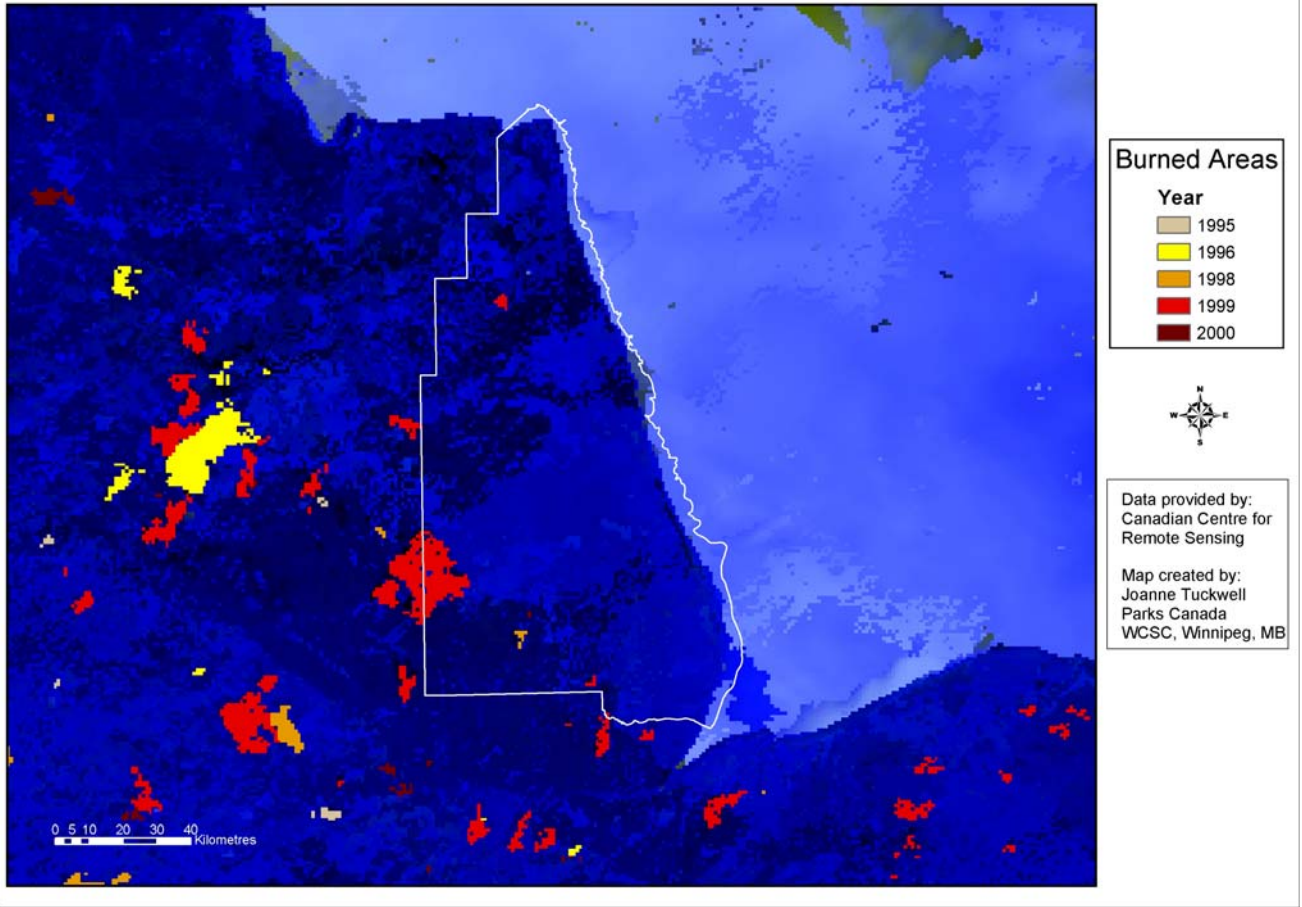 Burned Areas
Year
1995
1996
1998
1999
2000
N
W E
S
Data provided by:
Canadian Centre for
Remote Sensing
Map created by:
Joanne Tuckwell
Parks Canada
WCSC, Winnipeg, MB
0 5 10 20 30 40
Kilometres